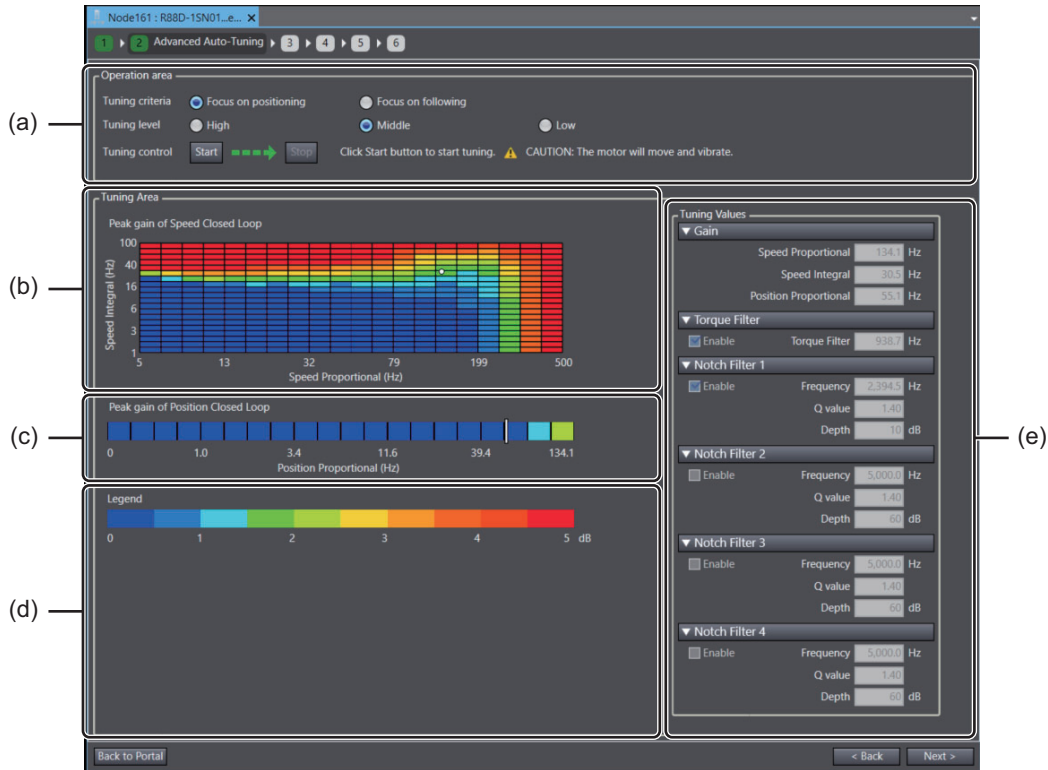 Node161 : R88D-1SN01...e... ×
1 2 Advanced Auto-Tuning 3 4 5 6
(a)
Operation area
Tuning criteria Focus on positioning Focus on following
Tuning level High Middle Low
Tuning control Start Stop Click Start button to start tuning. CAUTION: The motor will move and vibrate.
(b)
Tuning Area
Peak gain of Speed Closed Loop
Speed Integral (Hz)
100
40
16
6
3
1
5 13 32 79 199 500
Speed Proportional (Hz)
(c)
Peak gain of Position Closed Loop
0 1.0 3.4 11.6 39.4 134.1
Position Proportional (Hz)
(d)
Legend
0 1 2 3 4 5 dB
(e)
Tuning Values
Gain
Speed Proportional 134.1 Hz
Speed Integral 30.5 Hz
Position Proportional 55.1 Hz
Torque Filter
Enable Torque Filter 938.7 Hz
Notch Filter 1
Enable Frequency 2,394.5 Hz
Q value 1.40
Depth 10 dB
Notch Filter 2
Enable Frequency 5,000.0 Hz
Q value 1.40
Depth 60 dB
Notch Filter 3
Enable Frequency 5,000.0 Hz
Q value 1.40
Depth 60 dB
Notch Filter 4
Enable Frequency 5,000.0 Hz
Q value 1.40
Depth 60 dB
Back to Portal < Back Next >